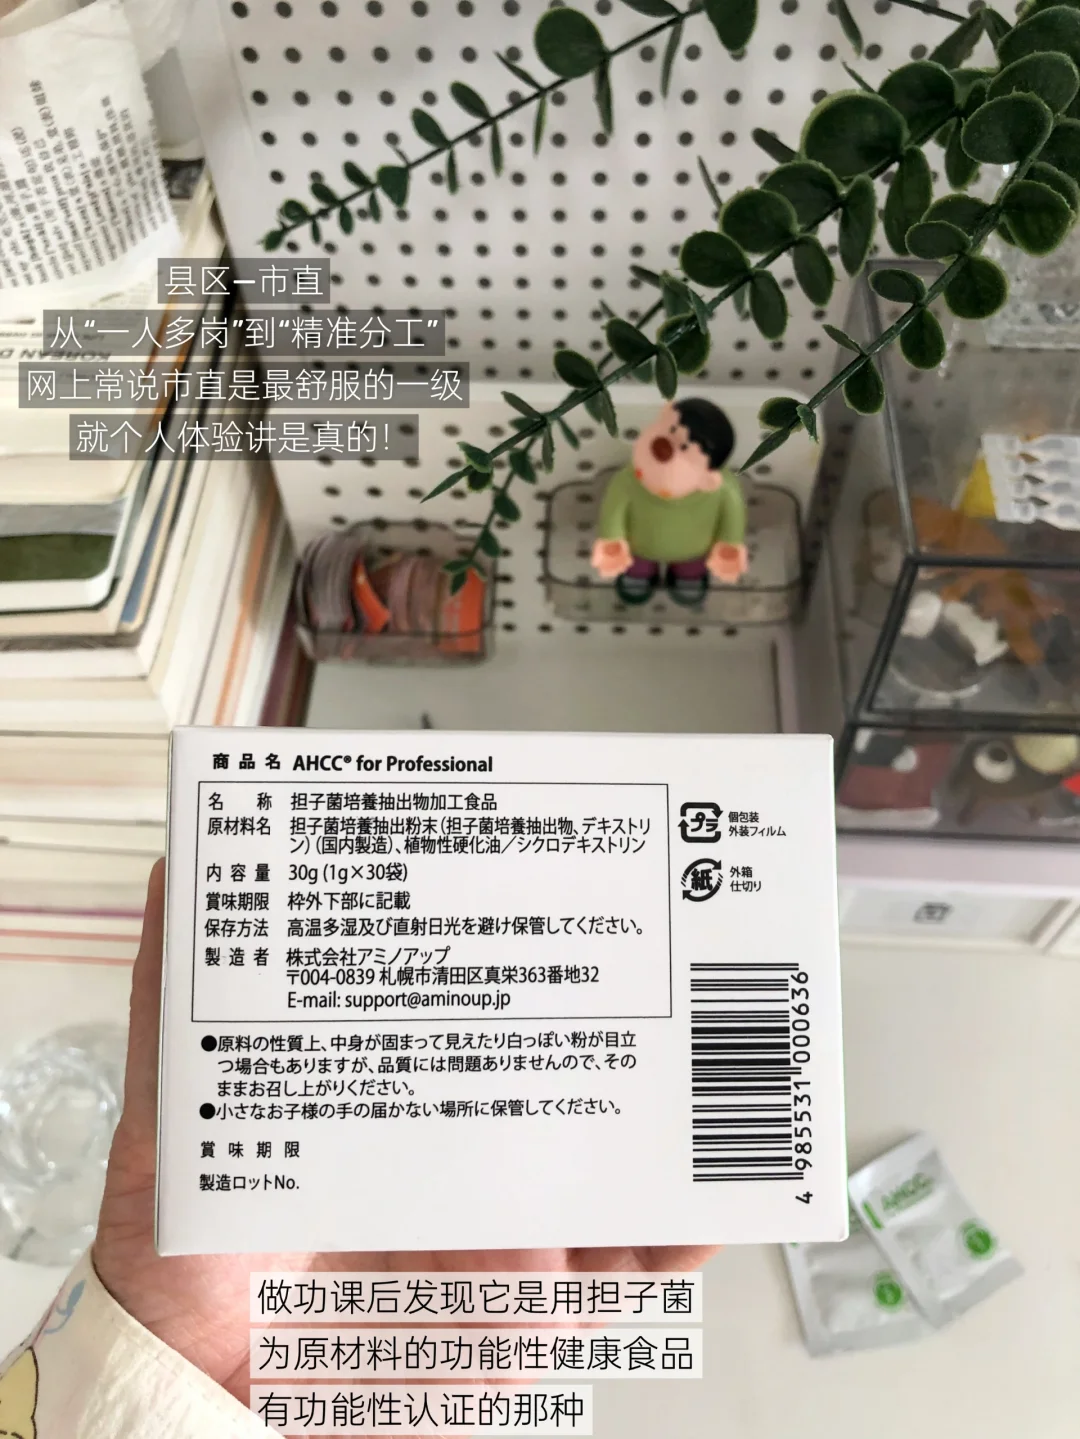 县区—市直
从“一人多岗”到“精准分工”
网上常说市直是最舒服的一级
就个人体验讲是真的！
商品名 AHCC® for Professional
名称 担子菌培養抽出物加工食品
原材料名 担子菌培養抽出粉末（担子菌培養抽出物、デキストリ
ン）（国内製造）、植物性硬化油／シクロデキストリン
内容量 30g (1g×30袋)
賞味期限 枠外下部に記載
保存方法 高温多湿及び直射日光を避け保管してください。
製造者 株式会社アミノアップ
〒004-0839 札幌市清田区真栄363番地32
E-mail: support@aminoup.jp
●原料の性質上、中身が固まって見えたり白っぽい粉が目立
つ場合もありますが、品質には問題ありませんので、その
ままお召し上がりください。
●小さなお子様の手の届かない場所に保管してください。
賞味期限
製造ロットNo.
プラ
個包装
外装フィルム
紙
外箱
仕切り
4 985531 000636
AHCC
做功课后发现它是用担子菌
为原材料的功能性健康食品
有功能性认证的那种